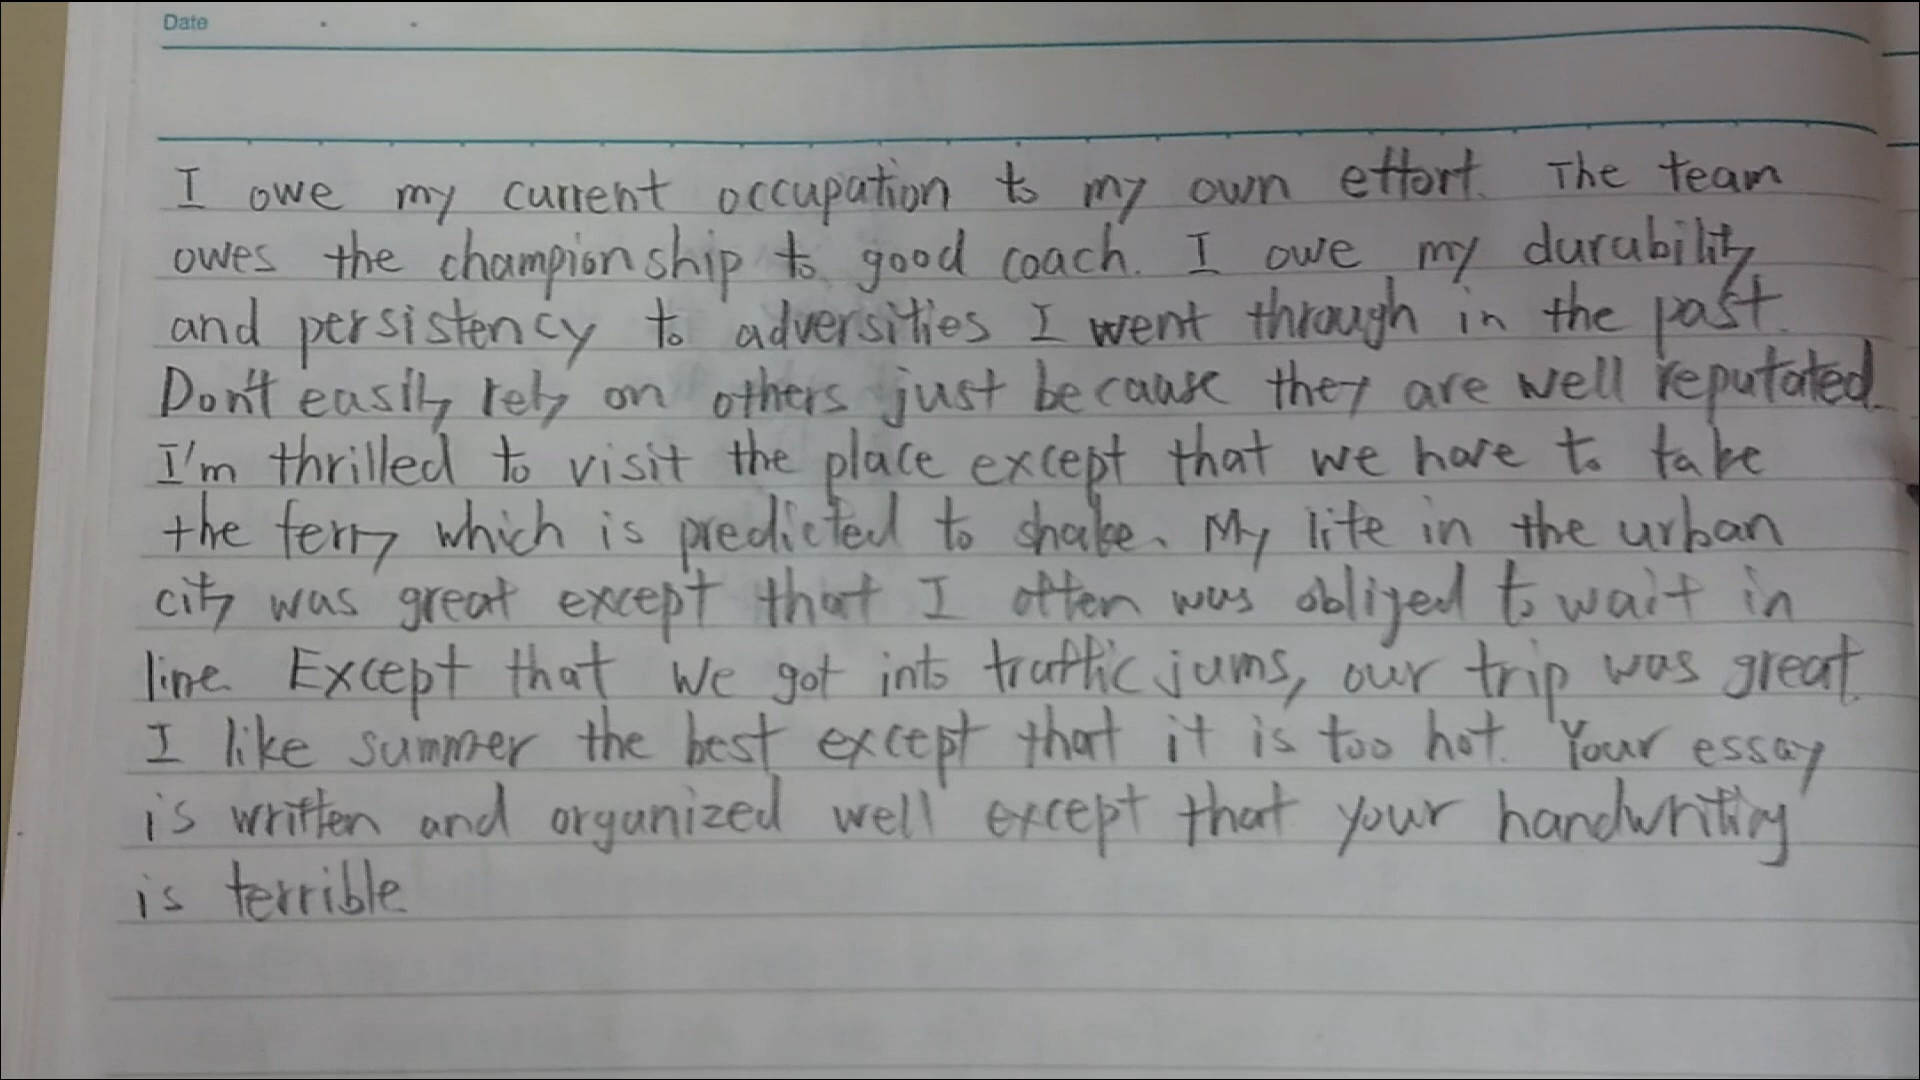 Date
I owe my current occupation to my own effort. The team
owes the championship to good coach. I owe my durability
and persistency to adversities I went through in the past.
Don't easily rely on others just because they are well reputated.
I'm thrilled to visit the place except that we have to take
the ferry which is predicted to shake. My life in the urban
city was great except that I often was obliged to wait in
line. Except that we got into traffic jams, our trip was great
I like summer the best except that it is too hot. Your essay
is written and organized well except that your handwriting
is terrible.